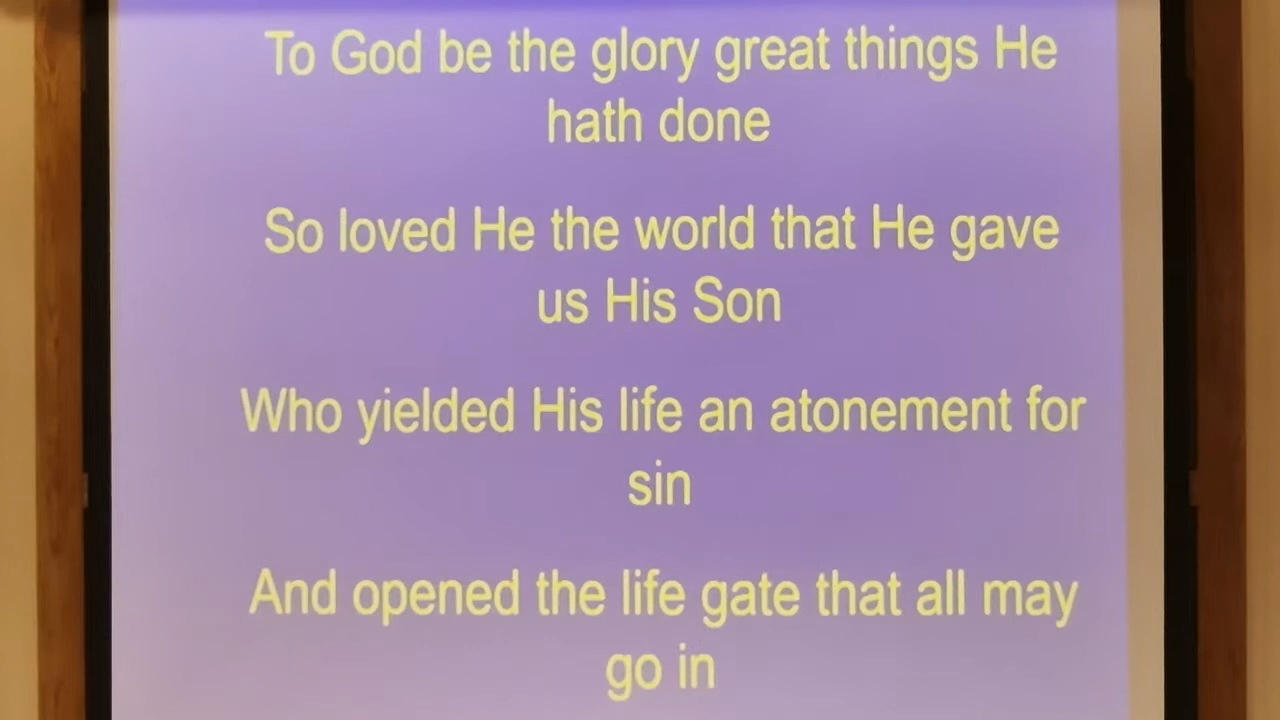 To God be the glory great things He
hath done
So loved He the world that He gave
us His Son
Who yielded His life an atonement for
sin
And opened the life gate that all may
go in